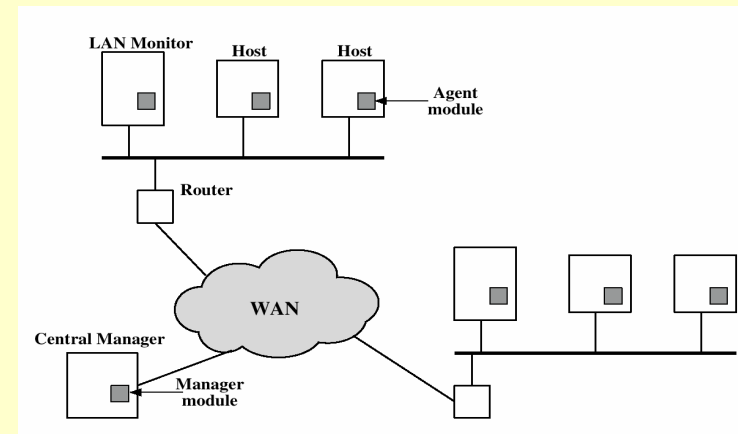 LAN Monitor
Host
Host
Agent
module
Router
WAN
Central Manager
Manager
module